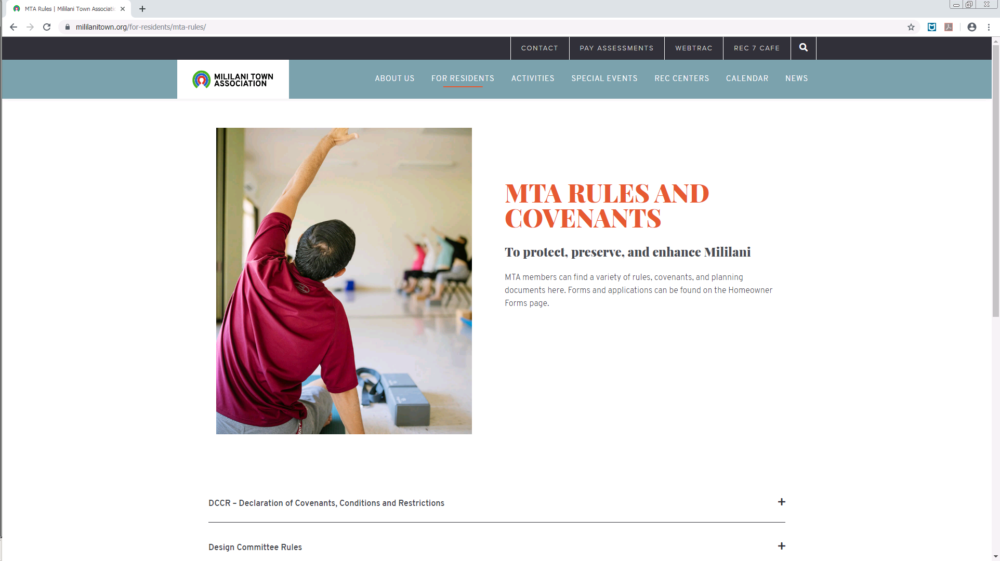 MTA Rules | Mililani Town Associatio
mililanitown.org/for-residents/mta-rules/
CONTACT PAY ASSESSMENTS WEBTRAC REC 7 CAFE
MILILANI TOWN
ASSOCIATION
ABOUT US FOR RESIDENTS ACTIVITIES SPECIAL EVENTS REC CENTERS CALENDAR NEWS
MTA RULES AND
COVENANTS
To protect, preserve, and enhance Mililani
MTA members can find a variety of rules, covenants, and planning
documents here. Forms and applications can be found on the Homeowner
Forms page.
DCCR – Declaration of Covenants, Conditions and Restrictions
Design Committee Rules